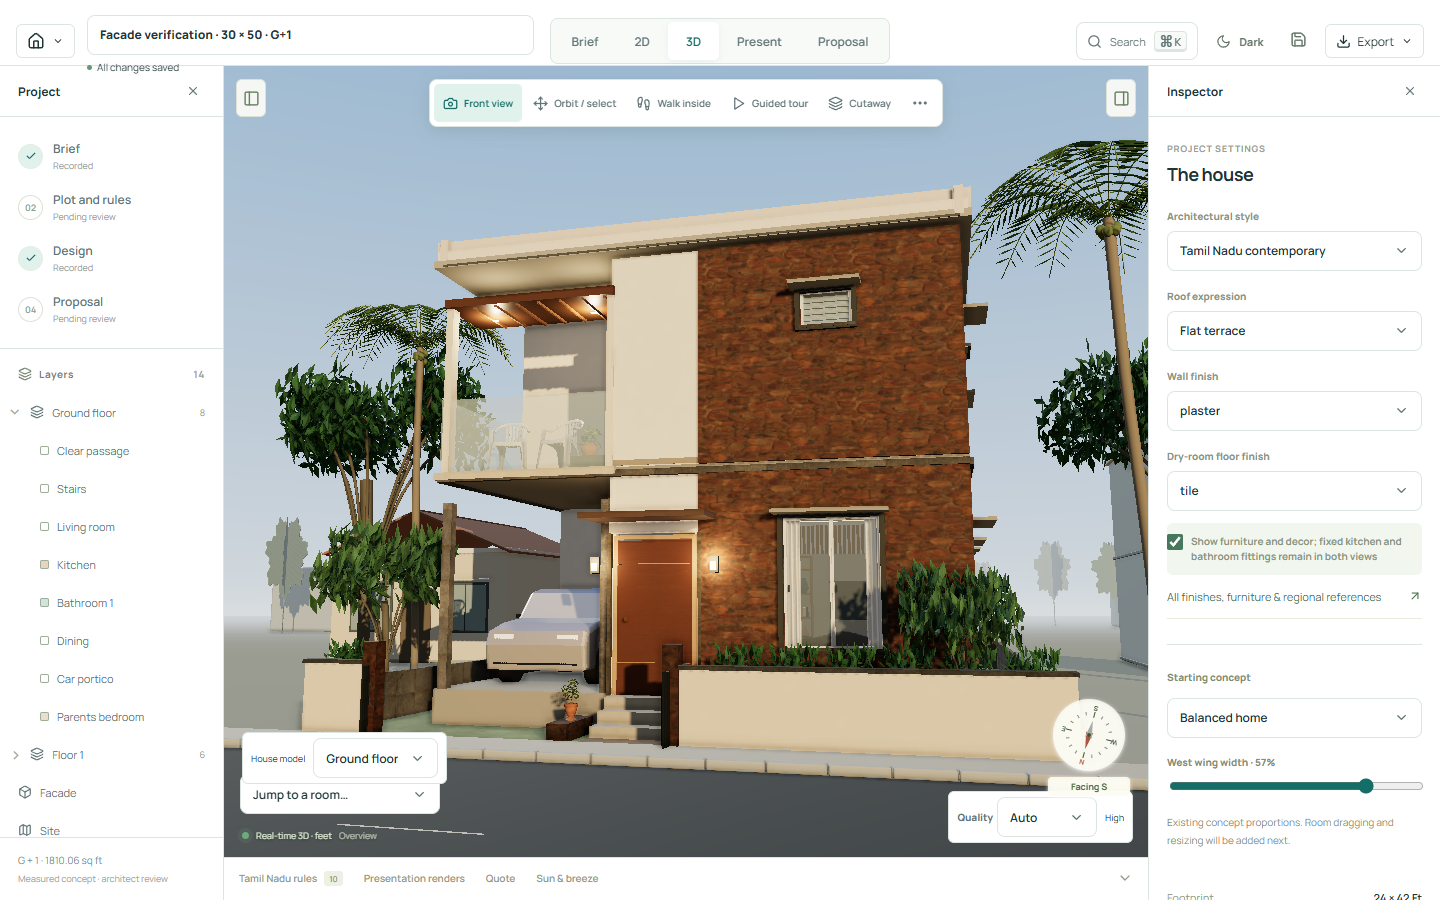 Facade verification · 30 × 50 · G+1
All changes saved
Brief
2D
3D
Present
Proposal
Search
⌘K
Dark
Export
Project
Brief
Recorded
02
Plot and rules
Pending review
Design
Recorded
04
Proposal
Pending review
Layers
14
Ground floor
8
Clear passage
Stairs
Living room
Kitchen
Bathroom 1
Dining
Car portico
Parents bedroom
Floor 1
6
Facade
Site
G + 1 · 1810.06 sq ft
Measured concept · architect review
Front view
Orbit / select
Walk inside
Guided tour
Cutaway
House model
Ground floor
Jump to a room...
Real-time 3D · feet
Overview
S
E
W
N
Facing S
Quality
Auto
High
Tamil Nadu rules
10
Presentation renders
Quote
Sun & breeze
Inspector
PROJECT SETTINGS
The house
Architectural style
Tamil Nadu contemporary
Roof expression
Flat terrace
Wall finish
plaster
Dry-room floor finish
tile
Show furniture and decor; fixed kitchen and
bathroom fittings remain in both views
All finishes, furniture & regional references
Starting concept
Balanced home
West wing width · 57%
Existing concept proportions. Room dragging and
resizing will be added next.
Footprint
24 × 42 Ft